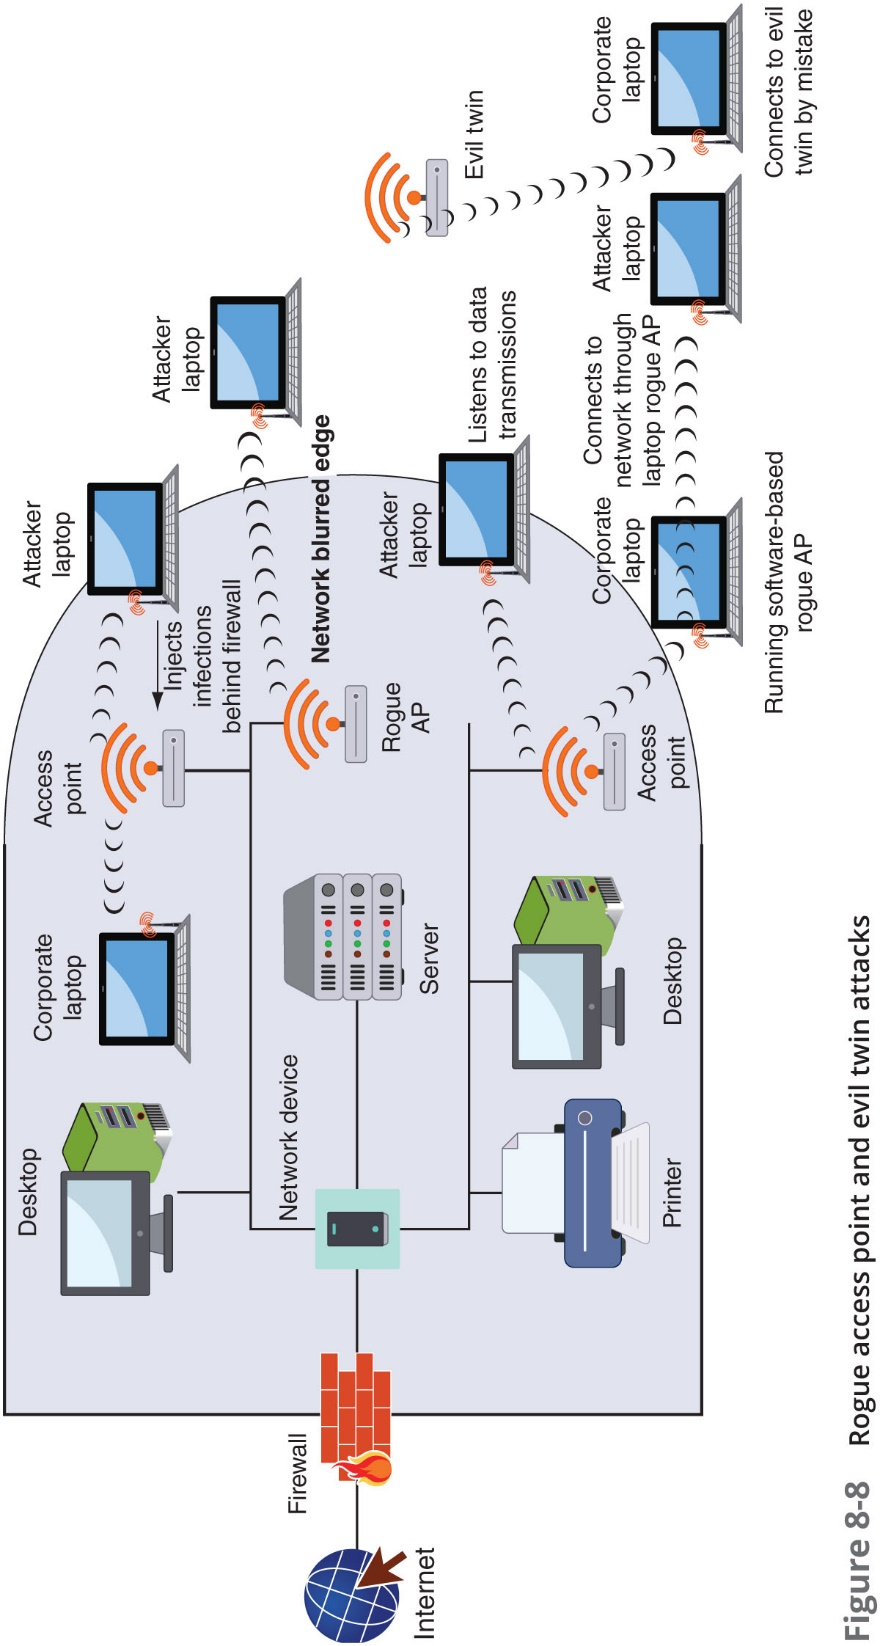 Internet
Firewall
Desktop
Network device
Printer
Corporate
laptop
Server
Desktop
Access
point
Injects
infections
behind firewall
Rogue
AP
Access
point
Attacker
laptop
Attacker
laptop
Network blurred edge
Attacker
laptop
Listens to data
transmissions
Corporate
laptop
Running software-based
rogue AP
Connects to
network through
laptop rogue AP
Attacker
laptop
Evil twin
Corporate
laptop
Connects to evil
twin by mistake
Figure 8-8 Rogue access point and evil twin attacks